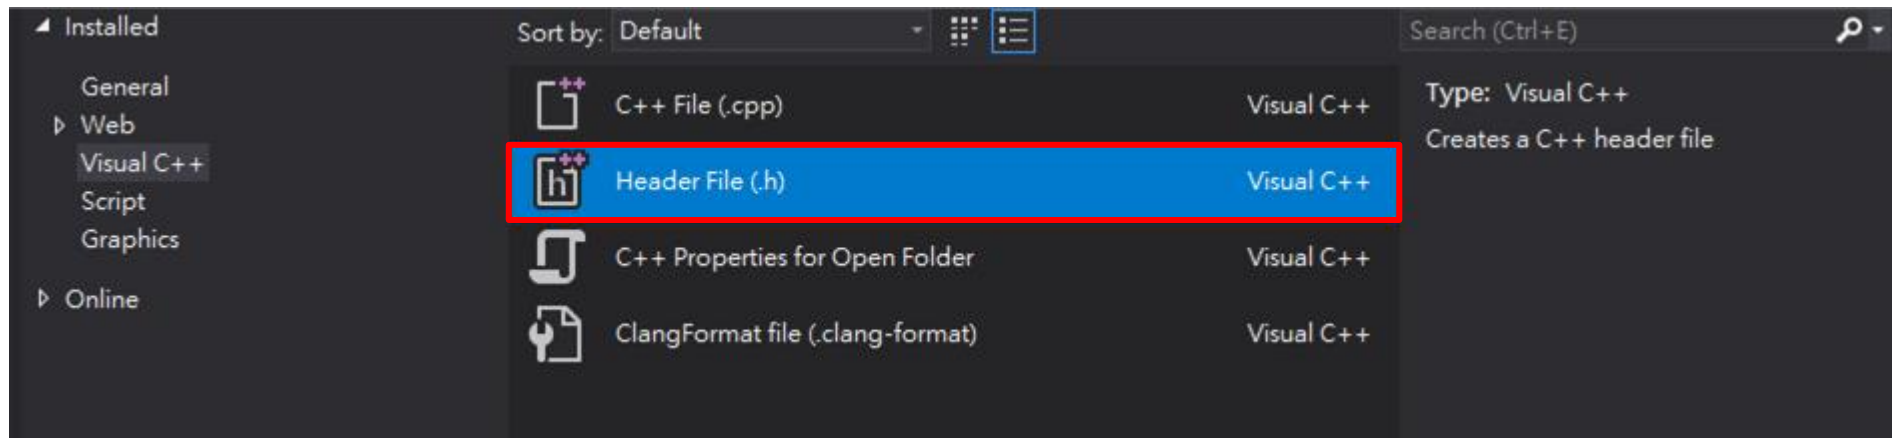 Installed
General
Web
Visual C++
Script
Graphics
Online
Sort by: Default
C++ File (.cpp) Visual C++
Header File (.h) Visual C++
C++ Properties for Open Folder Visual C++
ClangFormat file (.clang-format) Visual C++
Search (Ctrl+E)
Type: Visual C++
Creates a C++ header file